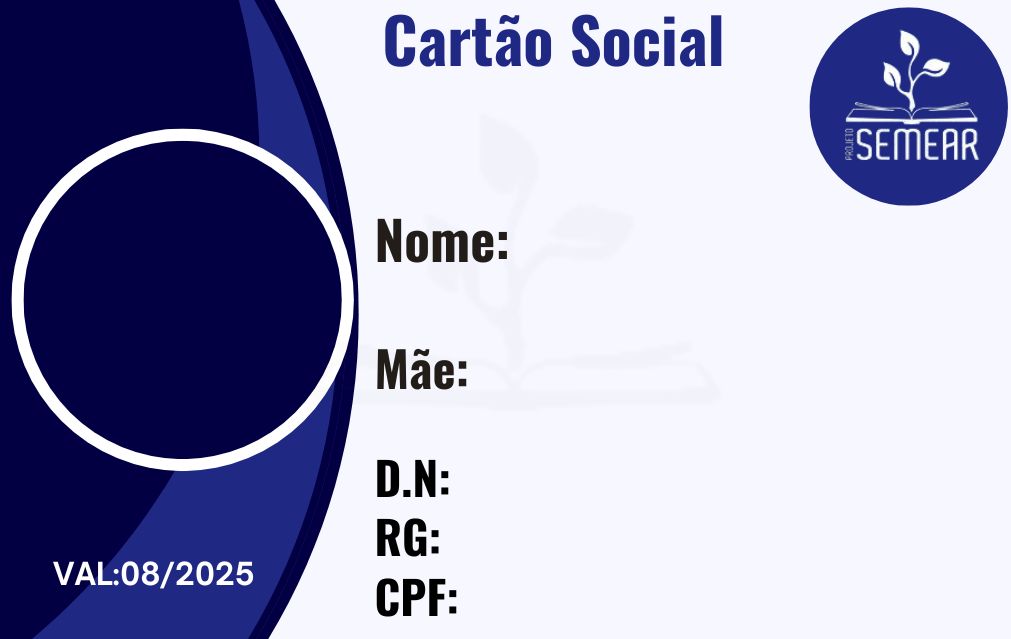 Cartão Social
PROJETO
SEMEAR
Nome:
Mãe:
D.N:
RG:
CPF:
VAL:08/2025